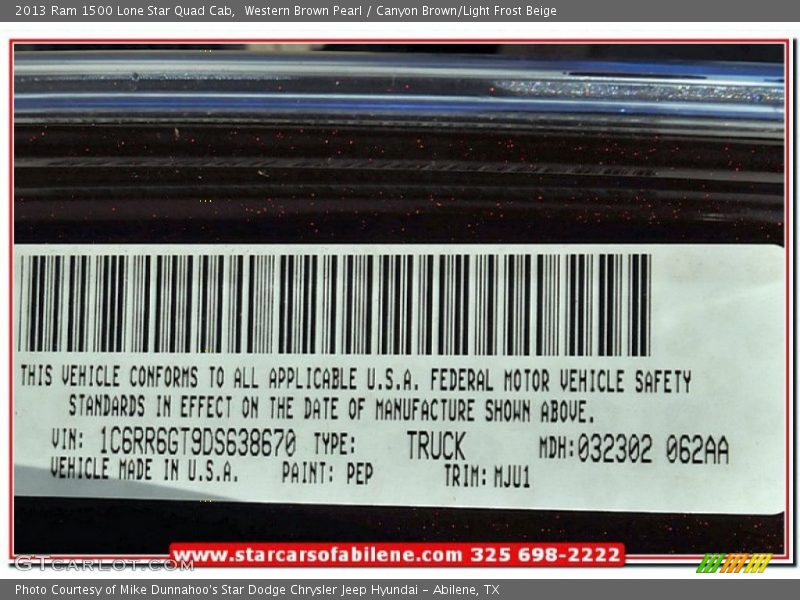 2013 Ram 1500 Lone Star Quad Cab,  Western Brown Pearl / Canyon Brown/Light Frost Beige
THIS VEHICLE CONFORMS TO ALL APPLICABLE U.S.A. FEDERAL MOTOR VEHICLE SAFETY
STANDARDS IN EFFECT ON THE DATE OF MANUFACTURE SHOWN ABOVE.
VIN: 1C6RR6GT9DS638670 TYPE: TRUCK MDH:032302 062AA
VEHICLE MADE IN U.S.A. PAINT: PEP TRIM: MJU1
www.starcarsofabilene.com 325 698-2222
GTcarlot.com
Photo Courtesy of Mike Dunnahoo's Star Dodge Chrysler Jeep Hyundai - Abilene, TX